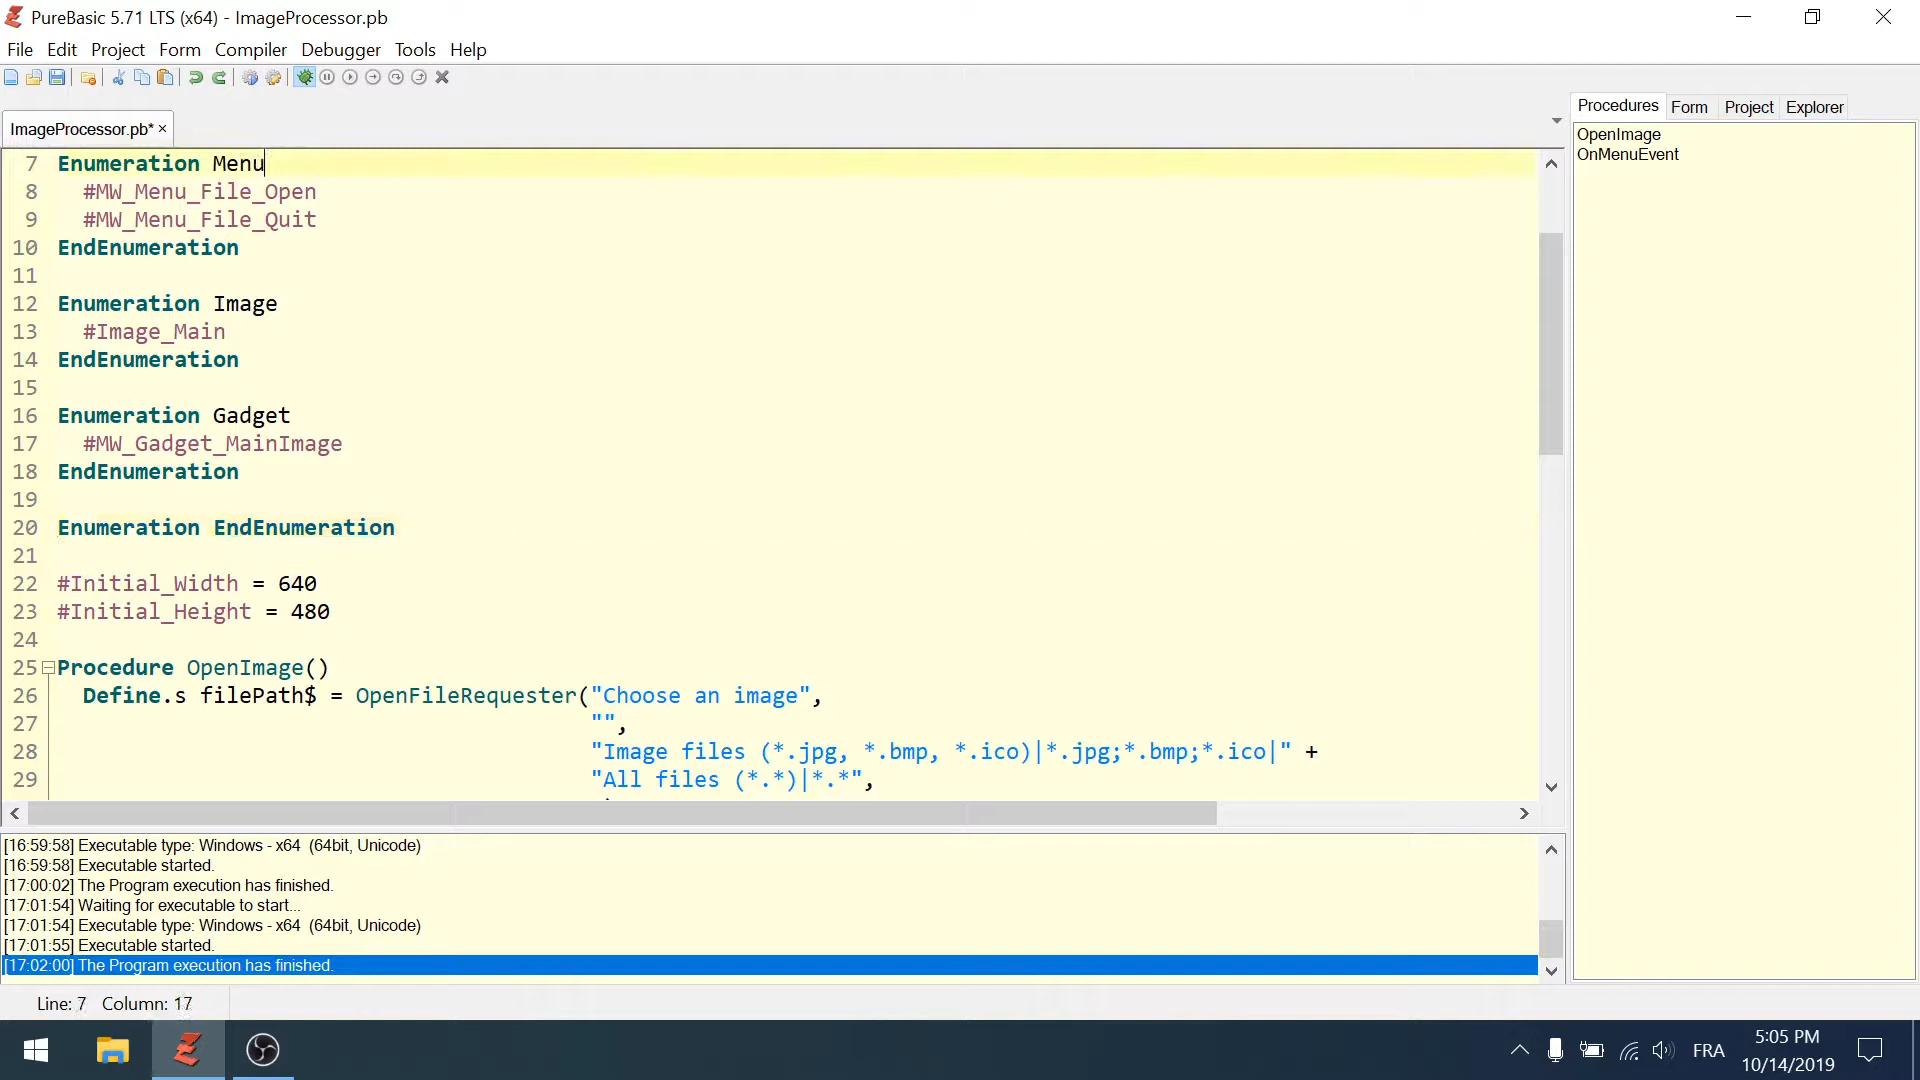 PureBasic 5.71 LTS (x64) - ImageProcessor.pb
File Edit Project Form Compiler Debugger Tools Help
ImageProcessor.pb* ×
Procedures Form Project Explorer
OpenImage
OnMenuEvent
7 Enumeration Menu
8 #MW_Menu_File_Open
9 #MW_Menu_File_Quit
10 EndEnumeration
11
12 Enumeration Image
13 #Image_Main
14 EndEnumeration
15
16 Enumeration Gadget
17 #MW_Gadget_MainImage
18 EndEnumeration
19
20 Enumeration EndEnumeration
21
22 #Initial_Width = 640
23 #Initial_Height = 480
24
25 Procedure OpenImage()
26 Define.s filePath$ = OpenFileRequester("Choose an image",
27 "",
28 "Image files (*.jpg, *.bmp, *.ico)|*.jpg;*.bmp;*.ico|" +
29 "All files (*.*)|*.*",
[16:59:58] Executable type: Windows - x64 (64bit, Unicode)
[16:59:58] Executable started.
[17:00:02] The Program execution has finished.
[17:01:54] Waiting for executable to start...
[17:01:54] Executable type: Windows - x64 (64bit, Unicode)
[17:01:55] Executable started.
[17:02:00] The Program execution has finished.
Line: 7 Column: 17
FRA
5:05 PM
10/14/2019